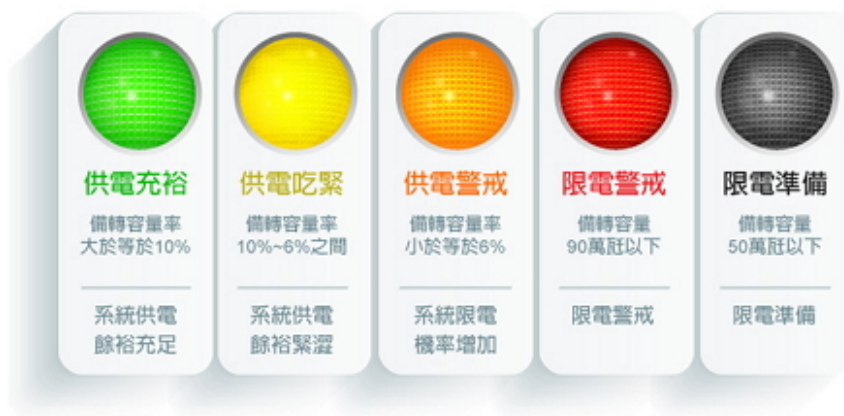 供電充裕
備轉容量率
大於等於10%
系統供電
餘裕充足
供電吃緊
備轉容量率
10%~6%之間
系統供電
餘裕緊澀
供電警戒
備轉容量率
小於等於6%
系統限電
機率增加
限電警戒
備轉容量
90萬瓩以下
限電警戒
限電準備
備轉容量
50萬瓩以下
限電準備